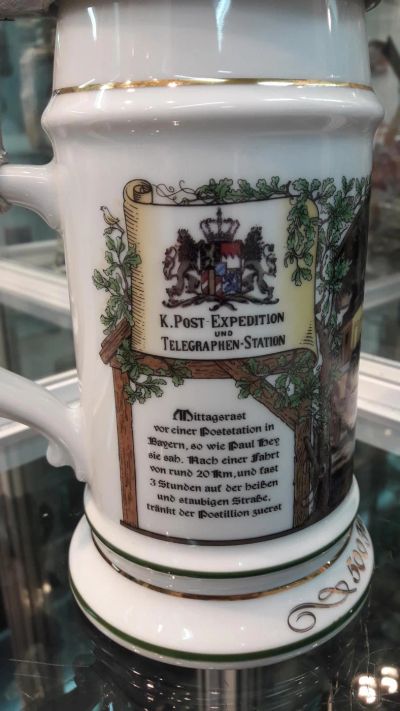 K. Post-Expedition
und
Telegraphen-Station
Mittagsrast
vor einer Poststation in
Bayern, so wie Paul Hey
sie sah. Nach einer Fahrt
von rund 20 Km, und fast
3 Stunden auf der heißen
und staubigen Straße,
tränkt der Postillion zuerst